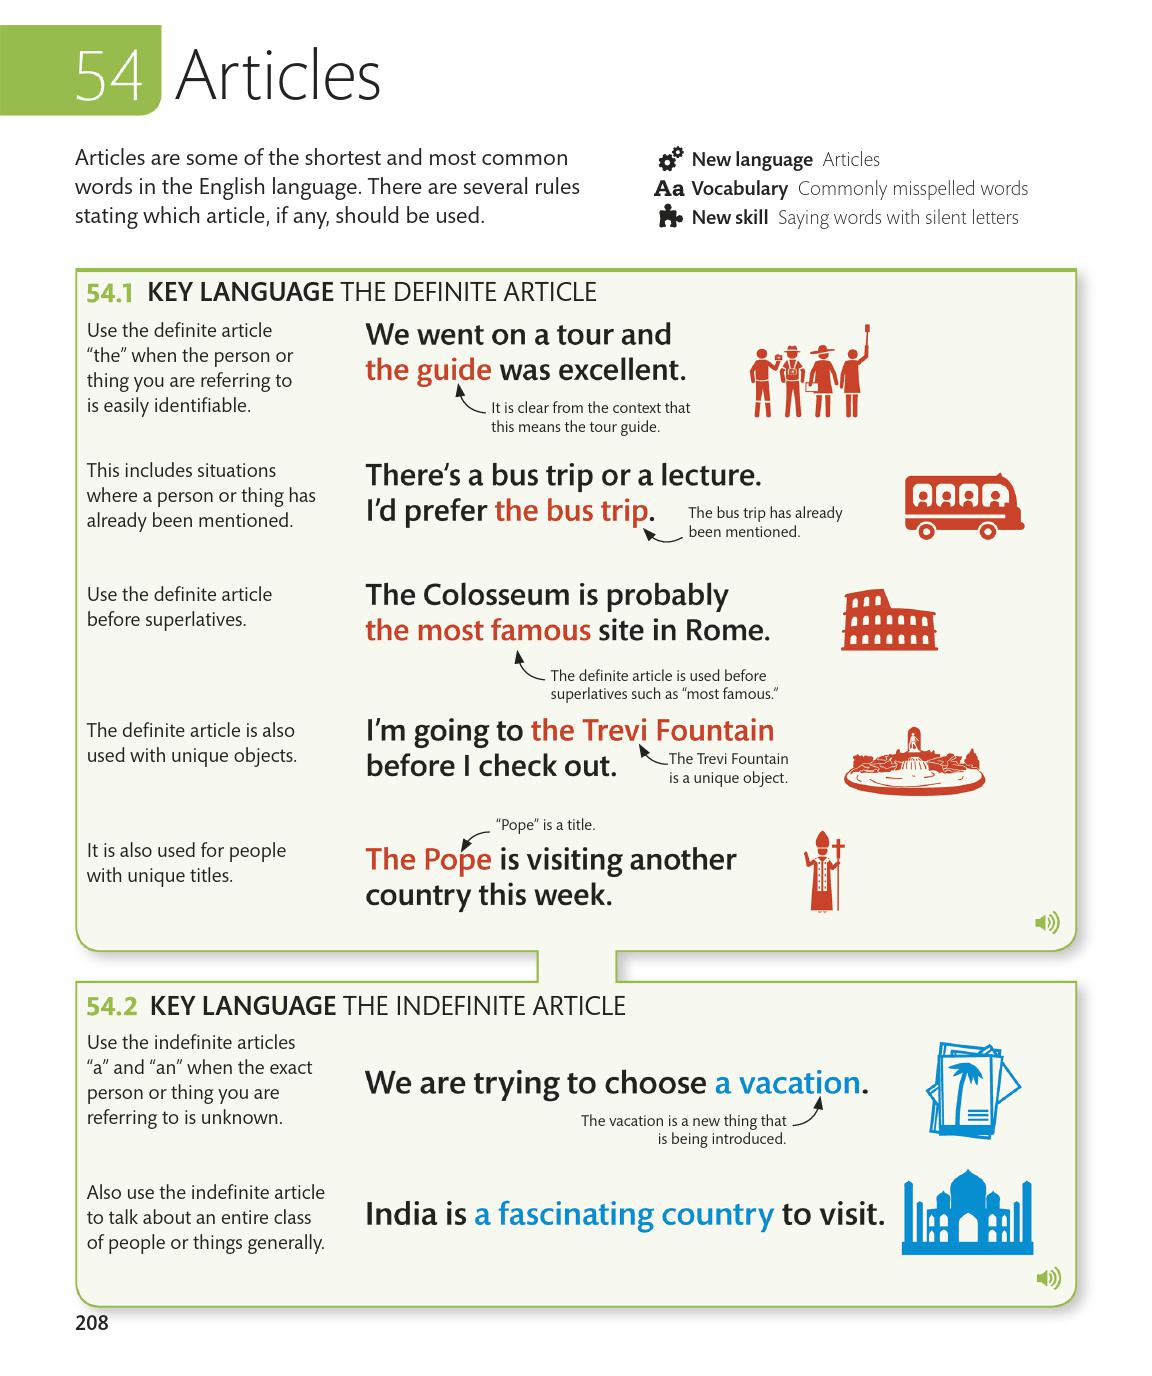 54 Articles
Articles are some of the shortest and most common
words in the English language. There are several rules
stating which article, if any, should be used.
New language Articles
Aa Vocabulary Commonly misspelled words
New skill Saying words with silent letters
54.1 KEY LANGUAGE THE DEFINITE ARTICLE
Use the definite article
“the” when the person or
thing you are referring to
is easily identifiable.
We went on a tour and
the guide was excellent.
It is clear from the context that
this means the tour guide.
This includes situations
where a person or thing has
already been mentioned.
There’s a bus trip or a lecture.
I’d prefer the bus trip.
The bus trip has already
been mentioned.
Use the definite article
before superlatives.
The Colosseum is probably
the most famous site in Rome.
The definite article is used before
superlatives such as “most famous.”
The definite article is also
used with unique objects.
I’m going to the Trevi Fountain
before I check out.
The Trevi Fountain
is a unique object.
It is also used for people
with unique titles.
“Pope” is a title.
The Pope is visiting another
country this week.
54.2 KEY LANGUAGE THE INDEFINITE ARTICLE
Use the indefinite articles
“a” and “an” when the exact
person or thing you are
referring to is unknown.
We are trying to choose a vacation.
The vacation is a new thing that
is being introduced.
Also use the indefinite article
to talk about an entire class
of people or things generally.
India is a fascinating country to visit.
208